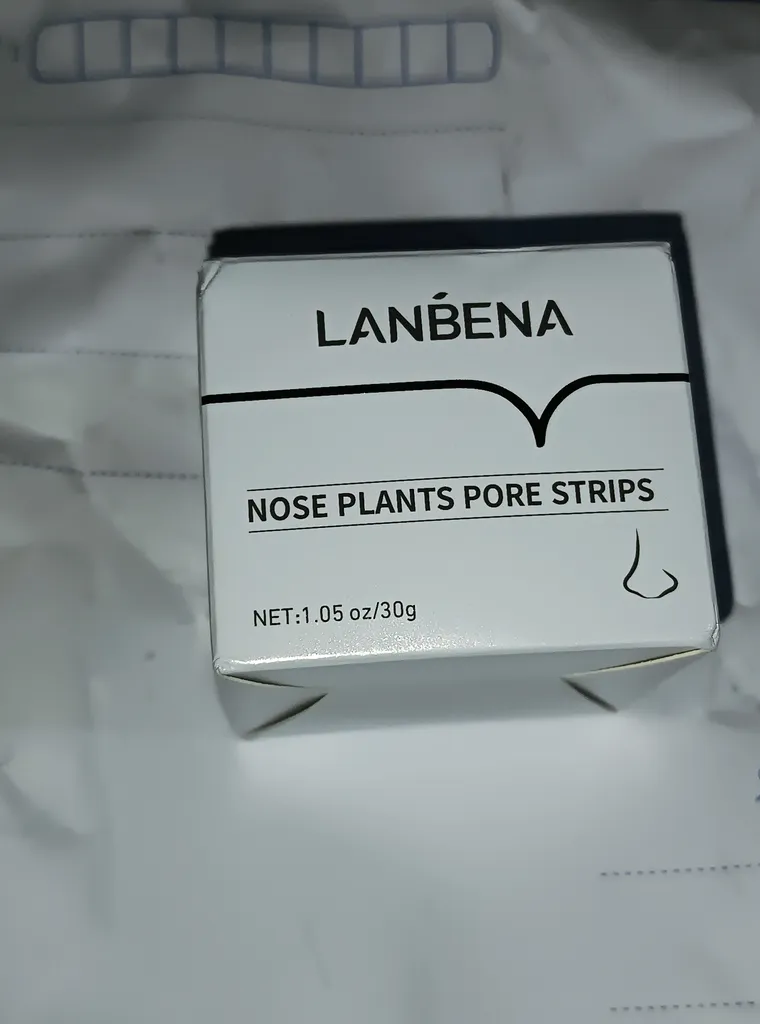 LANBENA
NOSE PLANTS PORE STRIPS
NET:1.05 oz/30g